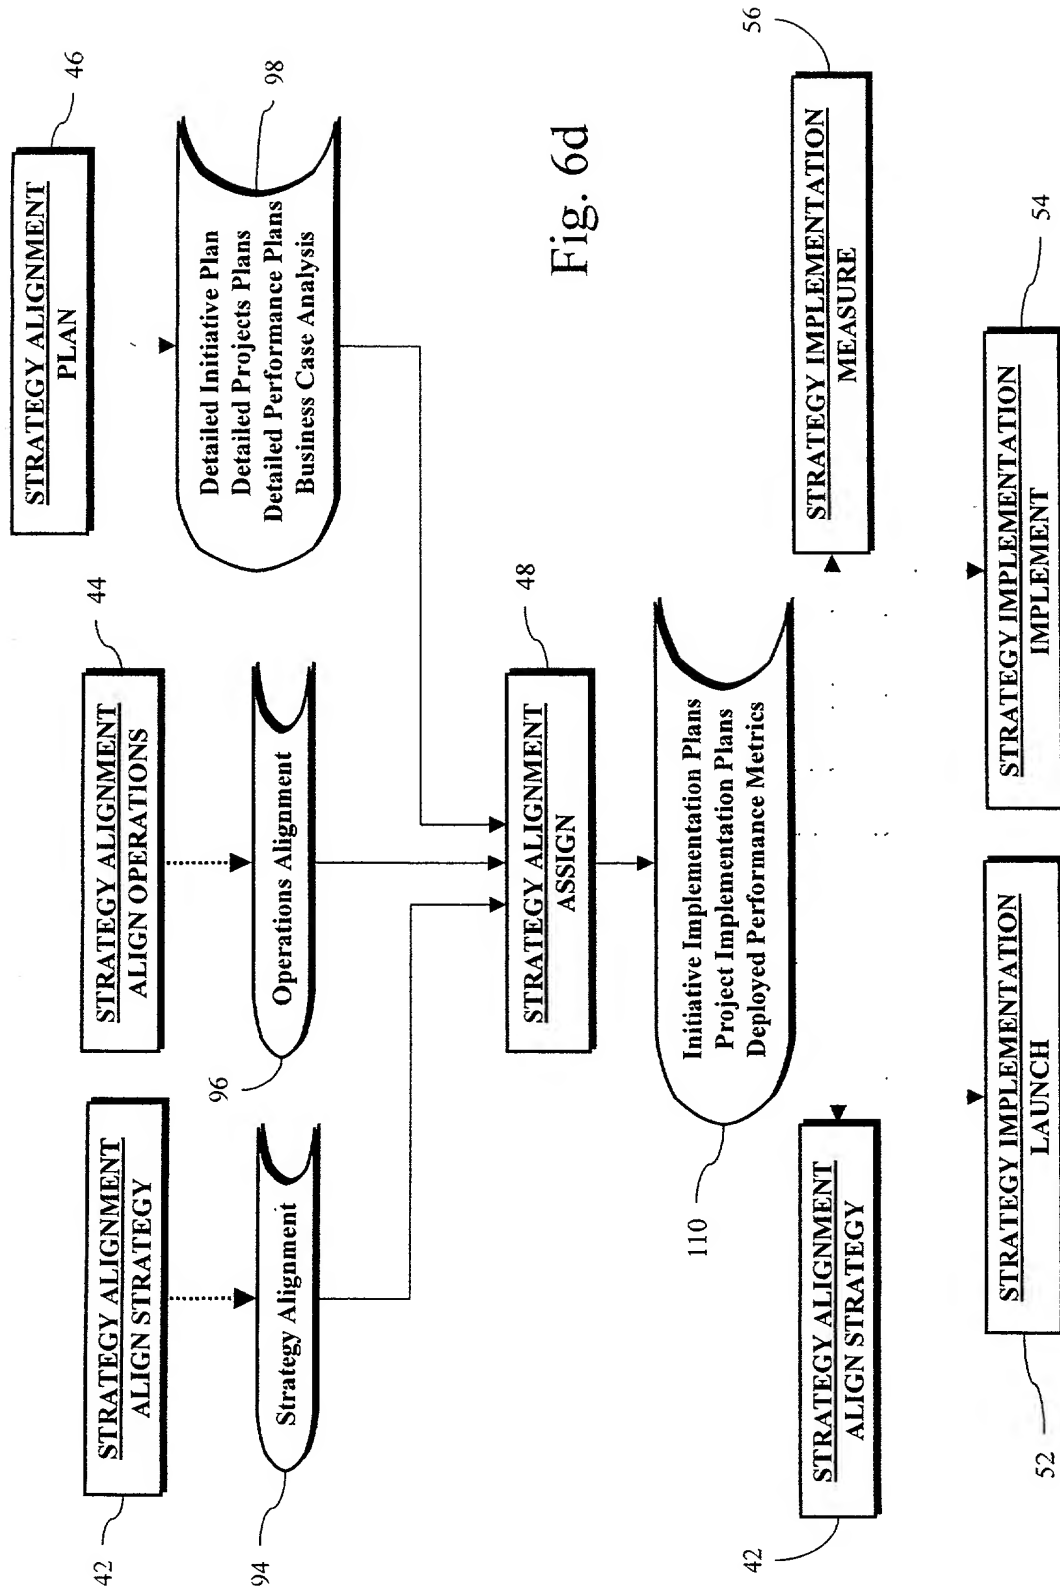 42
STRATEGY ALIGNMENT
ALIGN STRATEGY
94
Strategy Alignment
STRATEGY ALIGNMENT
ALIGN OPERATIONS
44
96
Operations Alignment
STRATEGY ALIGNMENT
PLAN
46
98
Detailed Initiative Plan
Detailed Projects Plans
Detailed Performance Plans
Business Case Analysis
STRATEGY ALIGNMENT
ASSIGN
48
110
Initiative Implementation Plans
Project Implementation Plans
Deployed Performance Metrics
Fig. 6d
42
STRATEGY ALIGNMENT
ALIGN STRATEGY
STRATEGY IMPLEMENTATION
MEASURE
56
52
STRATEGY IMPLEMENTATION
LAUNCH
STRATEGY IMPLEMENTATION
IMPLEMENT
54